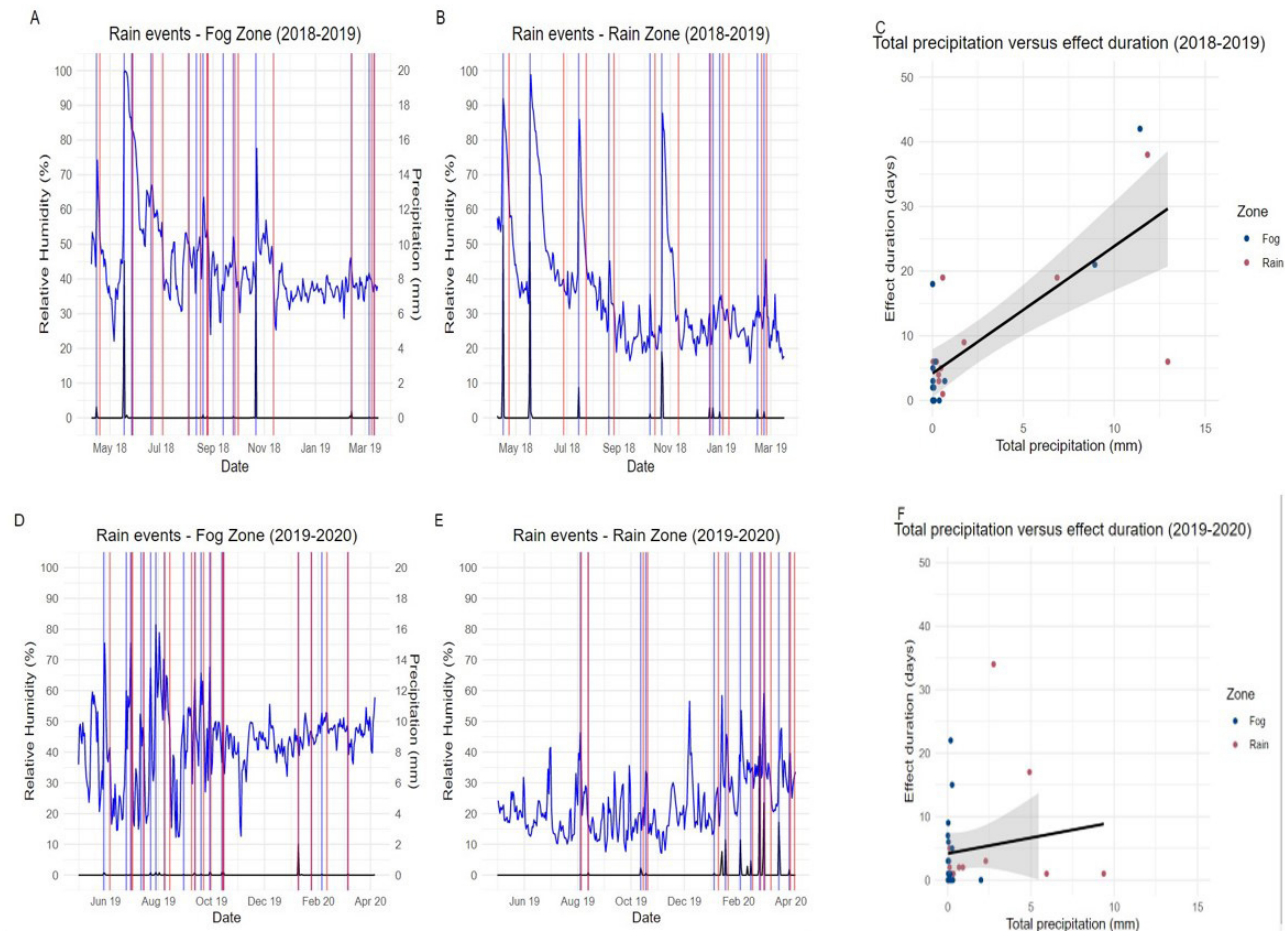 A
Rain events - Fog Zone (2018-2019)
Relative Humidity (%)
100
90
80
70
60
50
40
30
20
10
0
20
18
16
14
12
10
8
6
4
2
0
Precipitation (mm)
May 18 Jul 18 Sep 18 Nov 18 Jan 19 Mar 19
Date
B
Rain events - Rain Zone (2018-2019)
Relative Humidity (%)
100
90
80
70
60
50
40
30
20
10
0
May 18 Jul 18 Sep 18 Nov 18 Jan 19 Mar 19
Date
C
Total precipitation versus effect duration (2018-2019)
Effect duration (days)
50
40
30
20
10
0
0 5 10 15
Total precipitation (mm)
Zone
Fog
Rain
D
Rain events - Fog Zone (2019-2020)
Relative Humidity (%)
100
90
80
70
60
50
40
30
20
10
0
20
18
16
14
12
10
8
6
4
2
0
Precipitation (mm)
Jun 19 Aug 19 Oct 19 Dec 19 Feb 20 Apr 20
Date
E
Rain events - Rain Zone (2019-2020)
Relative Humidity (%)
100
90
80
70
60
50
40
30
20
10
0
Jun 19 Aug 19 Oct 19 Dec 19 Feb 20 Apr 20
Date
F
Total precipitation versus effect duration (2019-2020)
Effect duration (days)
50
40
30
20
10
0
0 5 10 15
Total precipitation (mm)
Zone
Fog
Rain